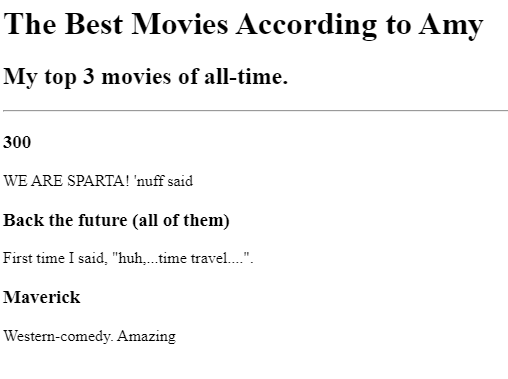 The Best Movies According to Amy
My top 3 movies of all-time.
300
WE ARE SPARTA! 'nuff said
Back the future (all of them)
First time I said, "huh,...time travel....".
Maverick
Western-comedy. Amazing